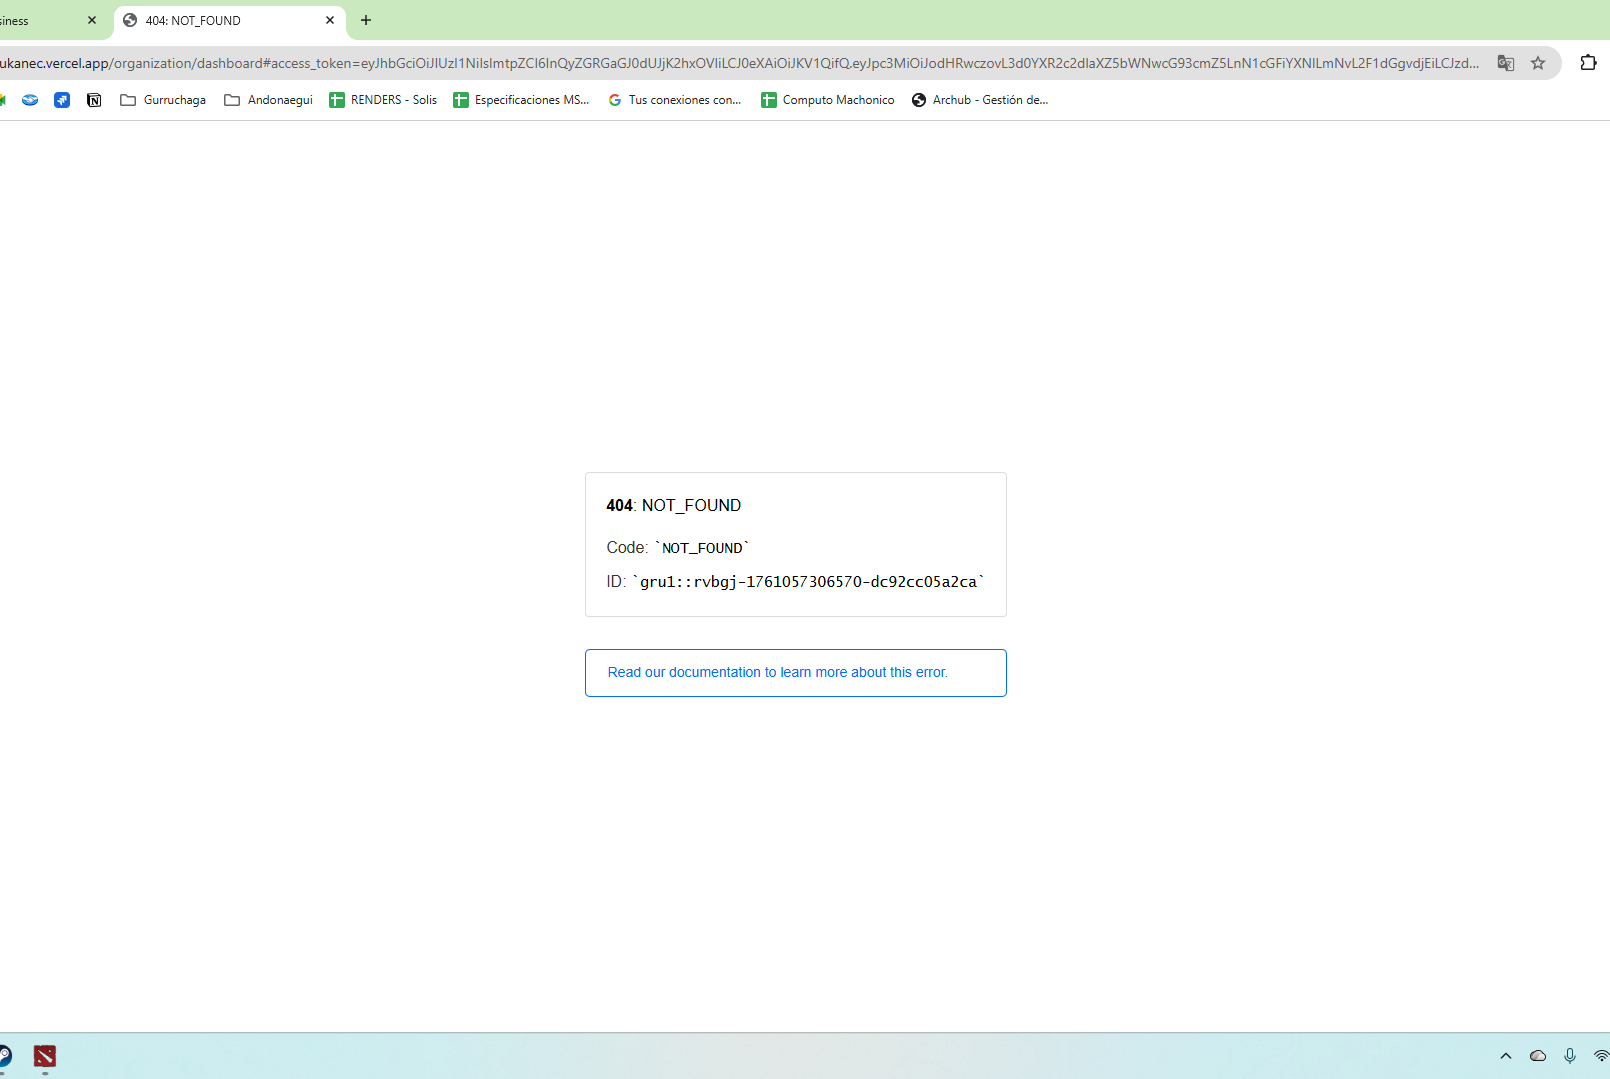 siness
404: NOT_FOUND
ukanec.vercel.app/organization/dashboard#access_token=eyJhbGciOiJIUzI1NiIsImtpZCI6InQyZGRGaGJ0dUJjK2hxOVIiLCJ0eXAiOiJKV1QifQ.eyJpc3MiOiJodHRwczovL3d0YXR2c2dlaXZ5bWNwcG93cmZ5LnN1cGFiYXNlLmNvL2F1dGgvdjEiLCJzd...
Gurruchaga
Andonaegui
RENDERS - Solis
Especificaciones MS...
Tus conexiones con...
Computo Machonico
Archub - Gestión de...
404: NOT_FOUND
Code: `NOT_FOUND`
ID: `gru1::rvbgj-1761057306570-dc92cc05a2ca`
Read our documentation to learn more about this error.